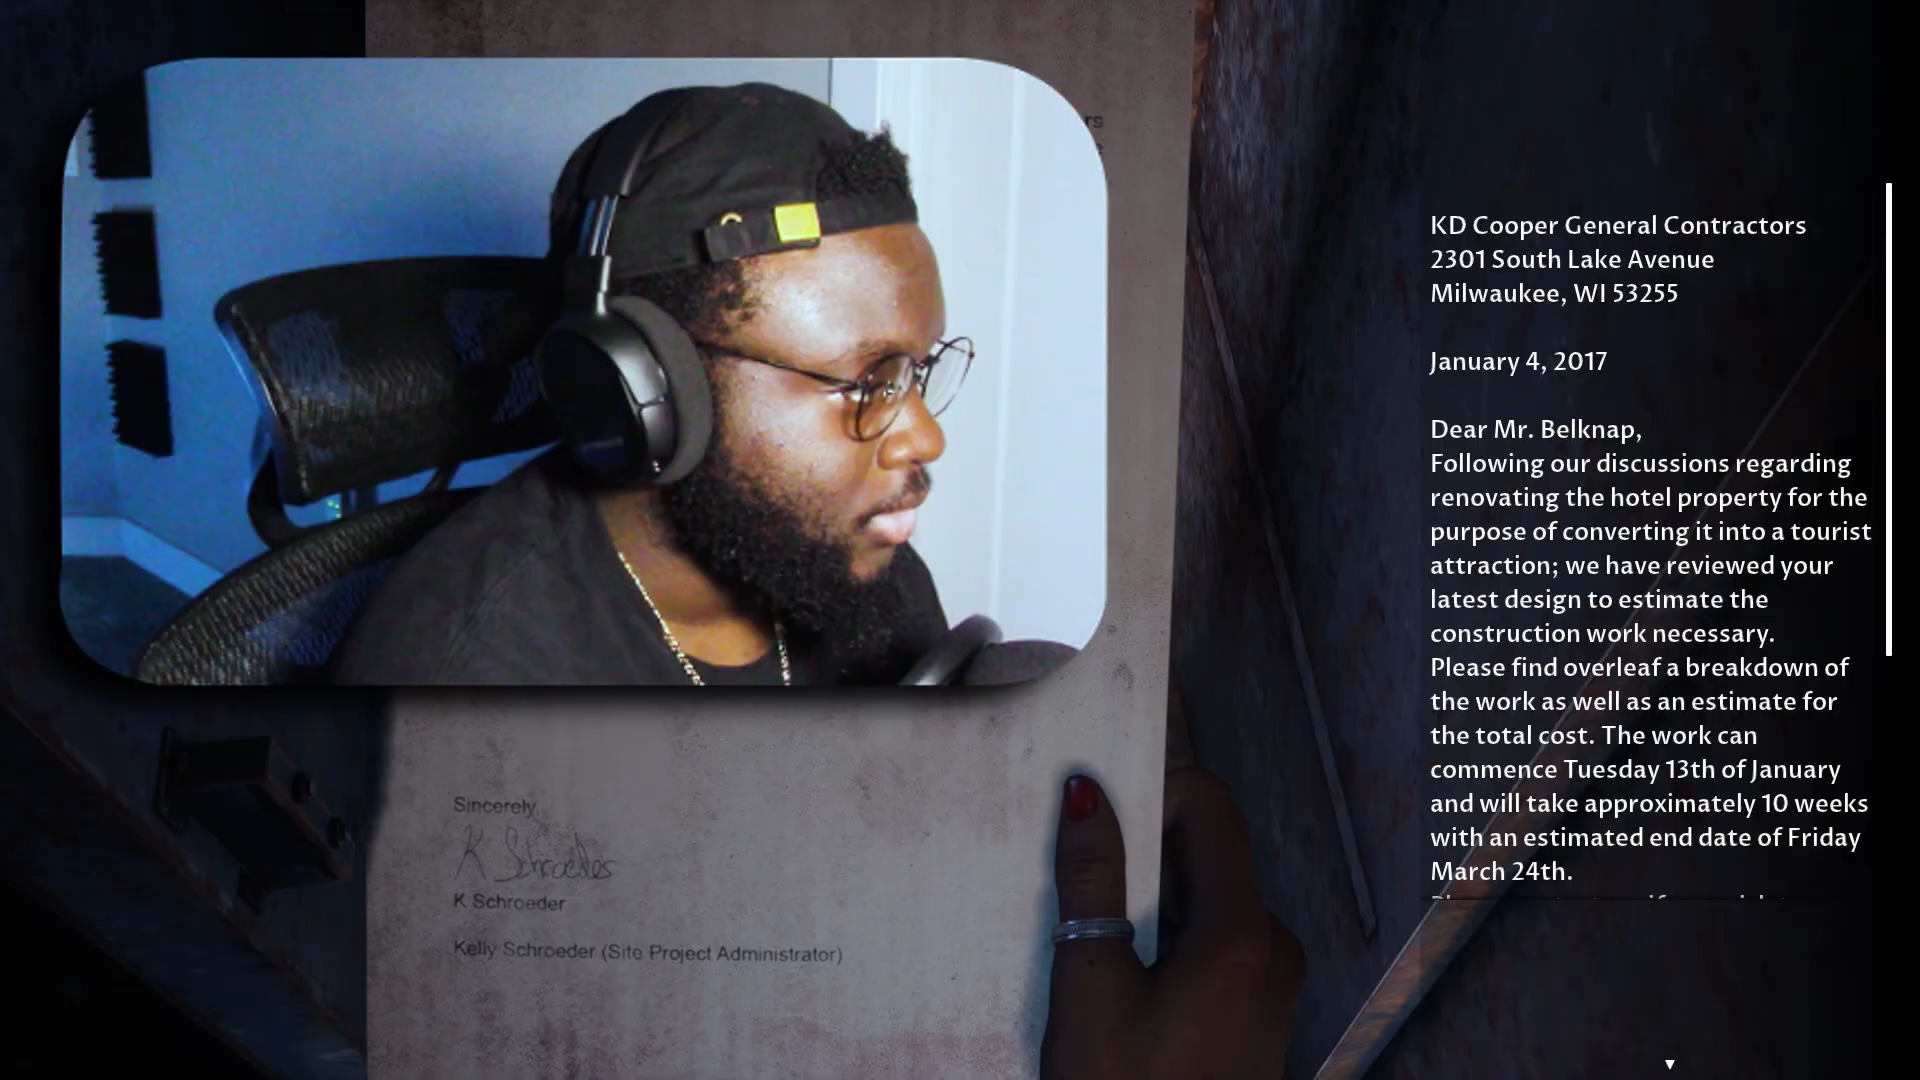 Sincerely
K Schroeder
K Schroeder
Kelly Schroeder (Site Project Administrator)
KD Cooper General Contractors
2301 South Lake Avenue
Milwaukee, WI 53255
January 4, 2017
Dear Mr. Belknap,
Following our discussions regarding
renovating the hotel property for the
purpose of converting it into a tourist
attraction; we have reviewed your
latest design to estimate the
construction work necessary.
Please find overleaf a breakdown of
the work as well as an estimate for
the total cost. The work can
commence Tuesday 13th of January
and will take approximately 10 weeks
with an estimated end date of Friday
March 24th.